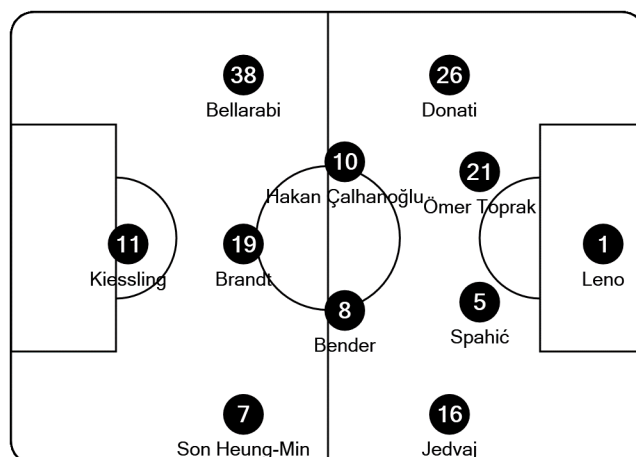 38
Bellarabi
26
Donati
10
Hakan Çalhanoğlu
21
Ömer Toprak
11
Kiessling
19
Brandt
1
Leno
8
Bender
5
Spahić
7
Son Heung-Min
16
Jedvaj